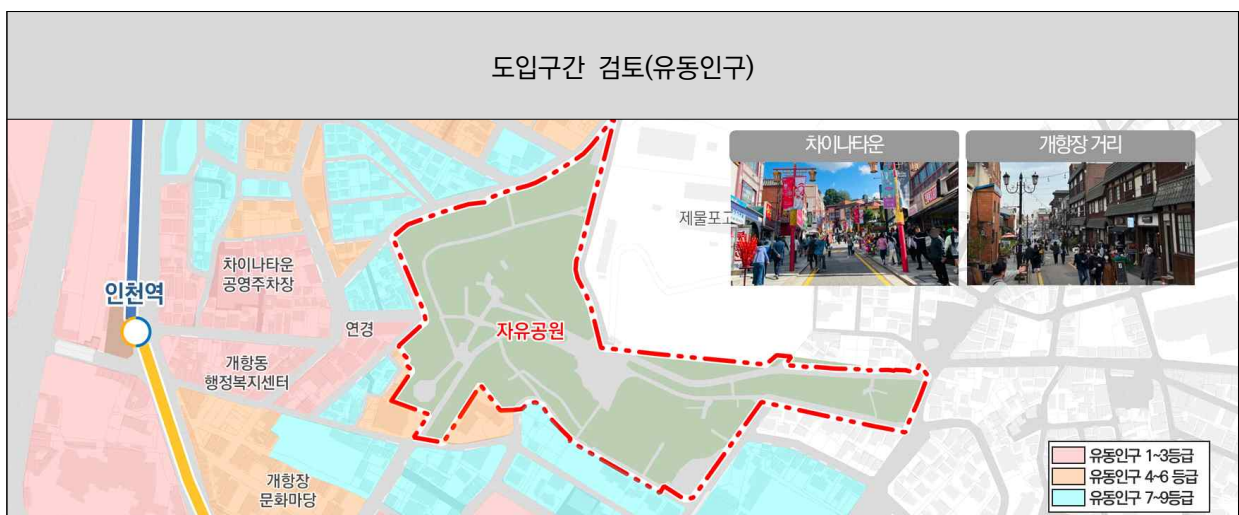 도입구간 검토(유동인구)
차이나타운
개항장 거리
제물포고
차이나타운
공영주차장
인천역
연경
자유공원
개항동
행정복지센터
개항장
문화마당
유동인구 1~3등급
유동인구 4~6 등급
유동인구 7~9등급